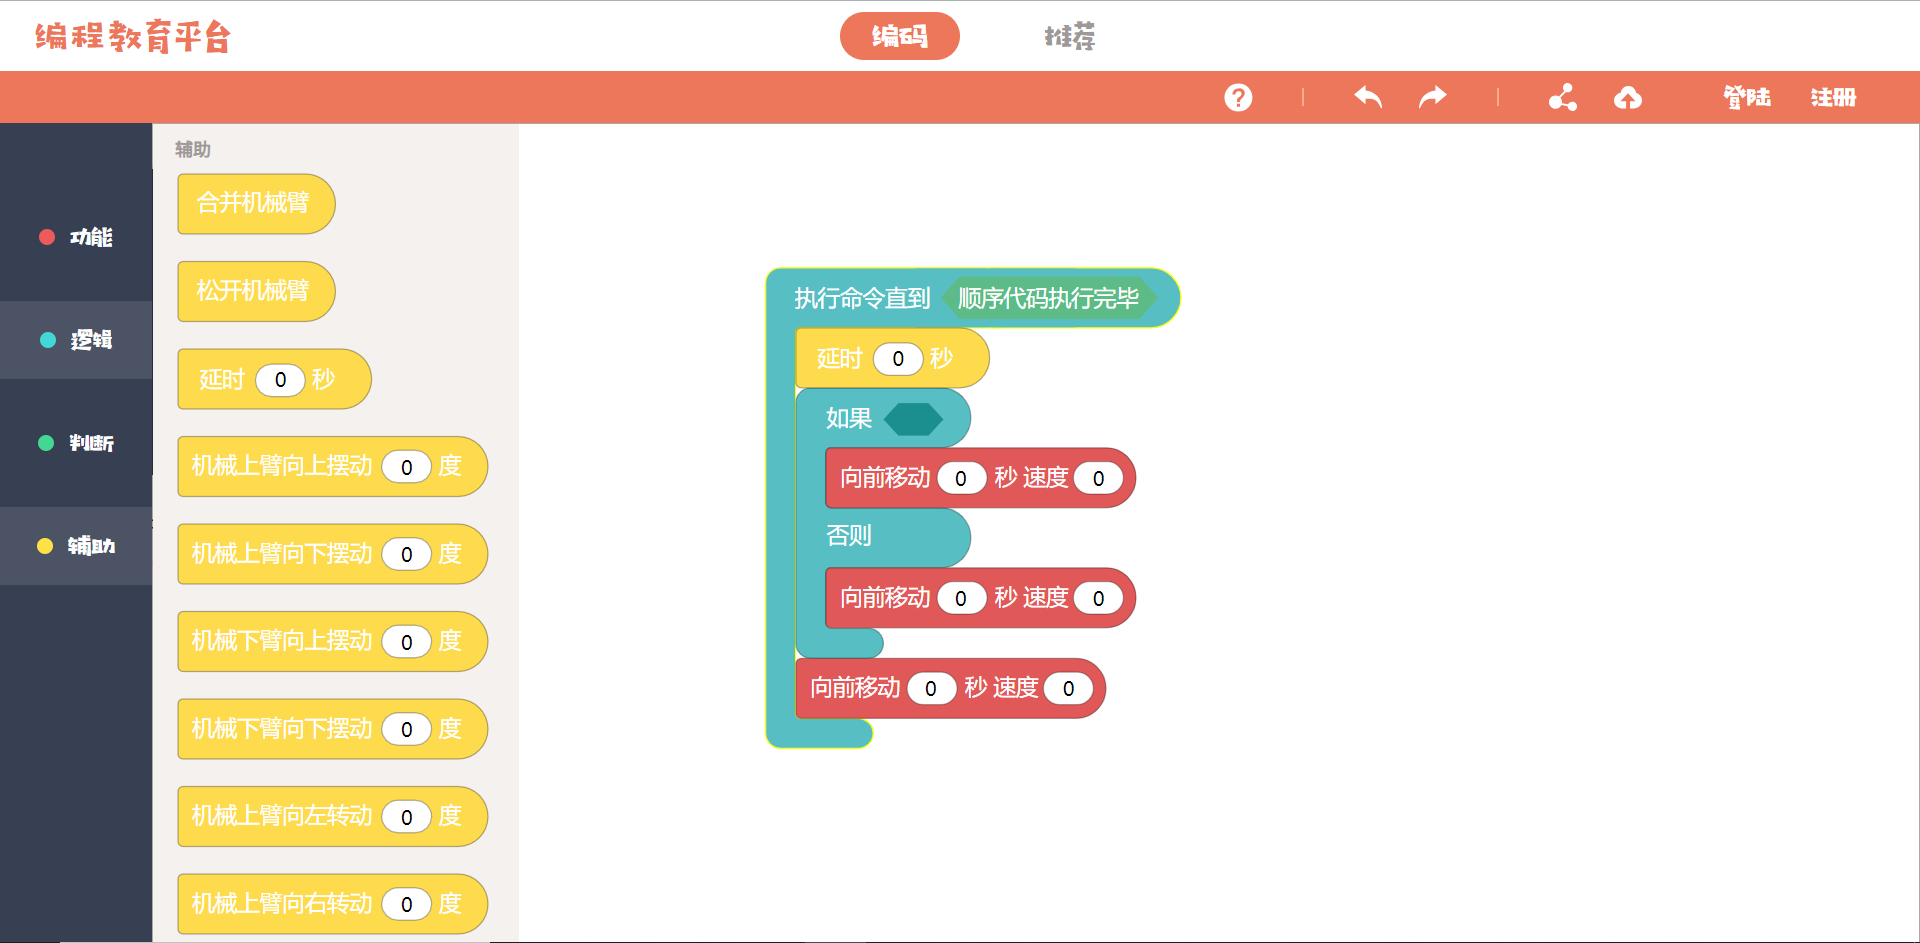 编程教育平台
编码
推荐
登陆
注册
功能
逻辑
判断
辅助
辅助
合并机械臂
松开机械臂
延时 0 秒
机械上臂向上摆动 0 度
机械上臂向下摆动 0 度
机械下臂向上摆动 0 度
机械下臂向下摆动 0 度
机械上臂向左转动 0 度
机械上臂向右转动 0 度
执行命令直到 顺序代码执行完毕
延时 0 秒
如果
向前移动 0 秒 速度 0
否则
向前移动 0 秒 速度 0
向前移动 0 秒 速度 0